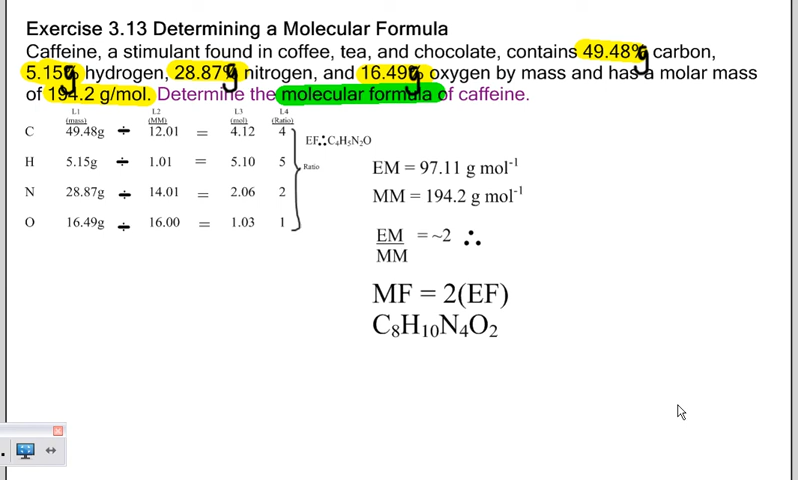 Exercise 3.13 Determining a Molecular Formula
Caffeine, a stimulant found in coffee, tea, and chocolate, contains 49.48%g carbon,
5.15%g hydrogen, 28.87%g nitrogen, and 16.49%g oxygen by mass and has a molar mass
of 194.2 g/mol. Determine the molecular formula of caffeine.
L1 L2 L3 L4
(mass) (MM) (mol) (Ratio)
C 49.48g ÷ 12.01 = 4.12 4
EF∴C₄H₅N₂O
H 5.15g ÷ 1.01 = 5.10 5
Ratio
EM = 97.11 g mol⁻¹
N 28.87g ÷ 14.01 = 2.06 2
MM = 194.2 g mol⁻¹
O 16.49g ÷ 16.00 = 1.03 1
EM = ~2 ∴
MM
MF = 2(EF)
C₈H₁₀N₄O₂